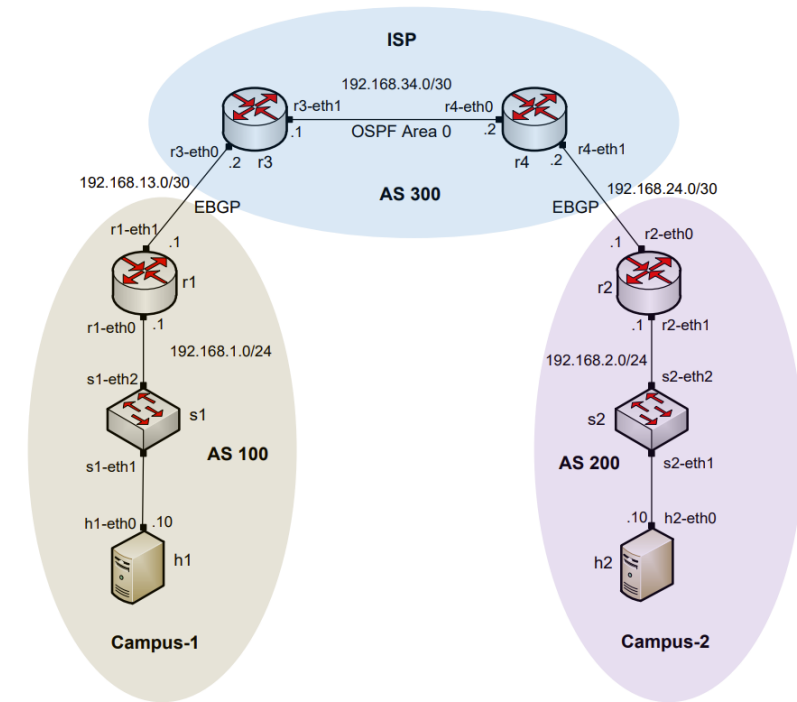 ISP
192.168.34.0/30
r3-eth1
r4-eth0
OSPF Area 0
.1
.2
r3-eth0
.2
r3
r4
.2
r4-eth1
192.168.13.0/30
AS 300
192.168.24.0/30
EBGP
EBGP
r1-eth1
.1
.1
r2-eth0
r1
r2
r1-eth0
.1
.1
r2-eth1
192.168.1.0/24
192.168.2.0/24
s1-eth2
s2-eth2
s1
s2
AS 100
AS 200
s1-eth1
s2-eth1
h1-eth0
.10
.10
h2-eth0
h1
h2
Campus-1
Campus-2